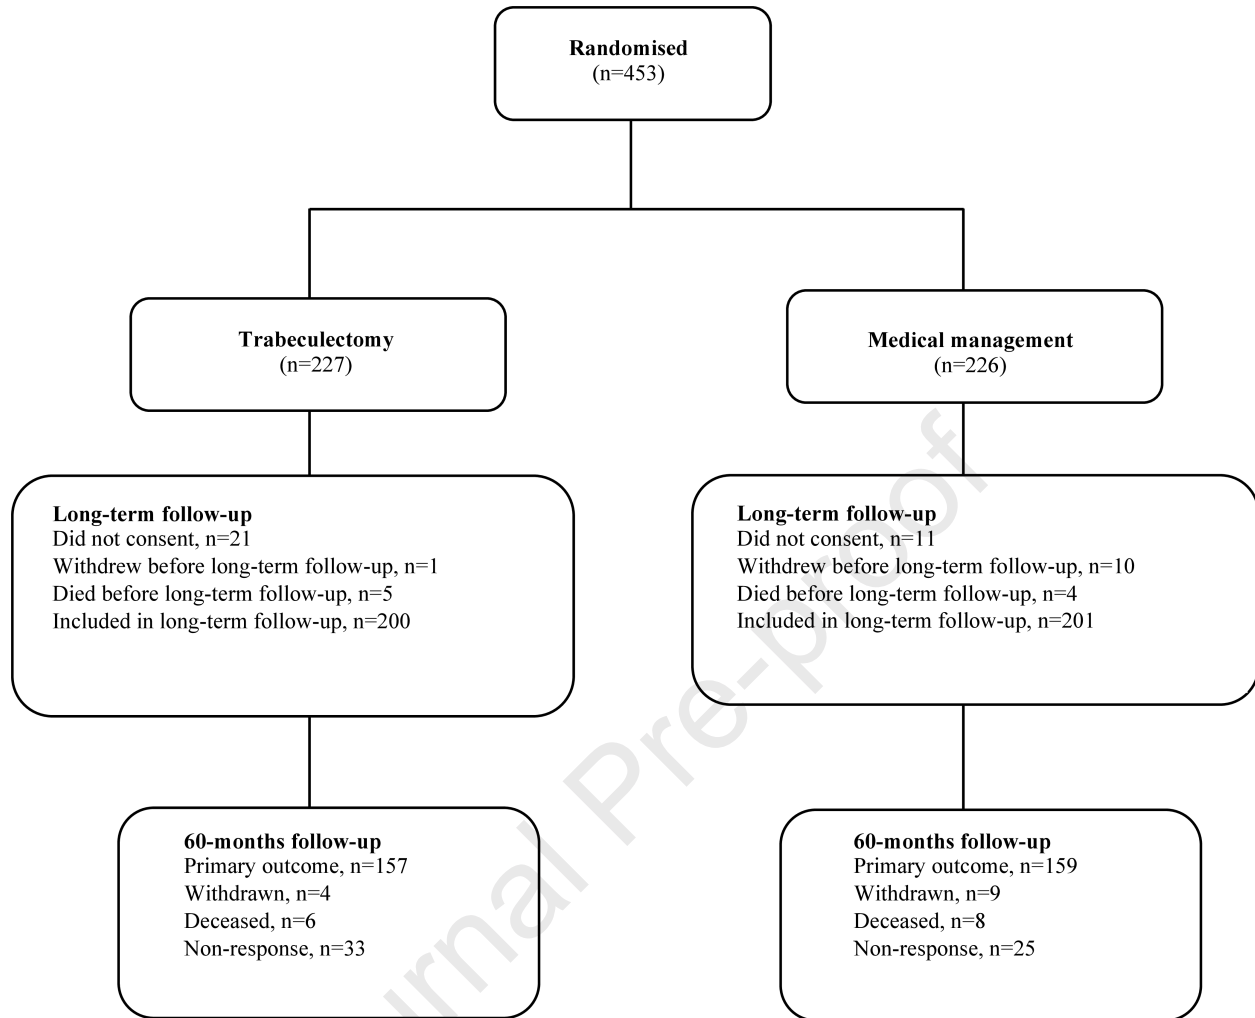 Randomised
(n=453)
Trabeculectomy
(n=227)
Medical management
(n=226)
Long-term follow-up
Did not consent, n=21
Withdrew before long-term follow-up, n=1
Died before long-term follow-up, n=5
Included in long-term follow-up, n=200
Long-term follow-up
Did not consent, n=11
Withdrew before long-term follow-up, n=10
Died before long-term follow-up, n=4
Included in long-term follow-up, n=201
60-months follow-up
Primary outcome, n=157
Withdrawn, n=4
Deceased, n=6
Non-response, n=33
60-months follow-up
Primary outcome, n=159
Withdrawn, n=9
Deceased, n=8
Non-response, n=25
urnal Pre-proof